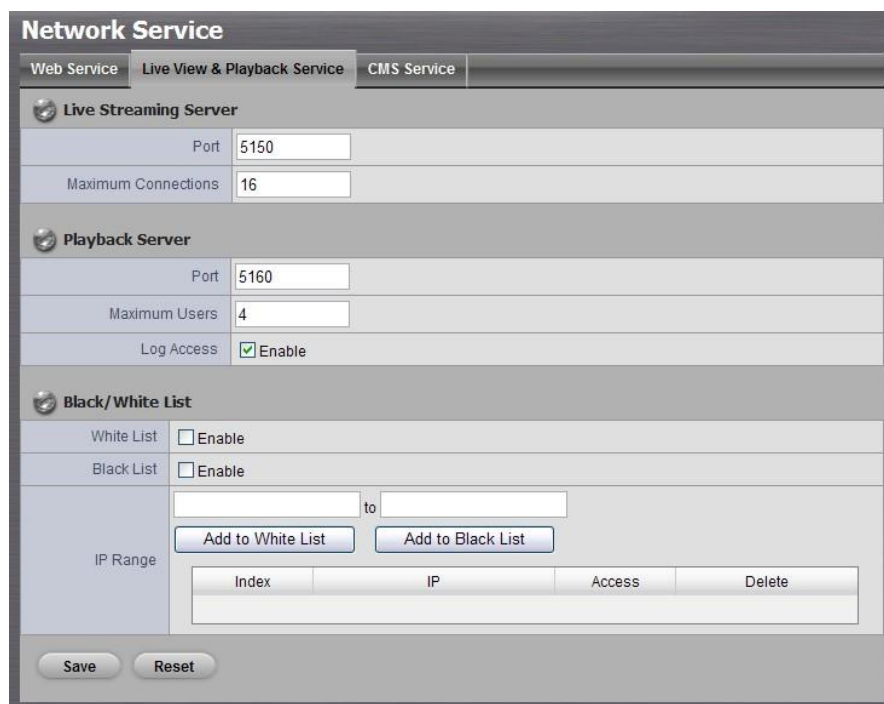 Network Service
Web Service Live View & Playback Service CMS Service
Live Streaming Server
Port 5150
Maximum Connections 16
Playback Server
Port 5160
Maximum Users 4
Log Access Enable
Black/White List
White List Enable
Black List Enable
to
Add to White List Add to Black List
IP Range
Index IP Access Delete
Save Reset